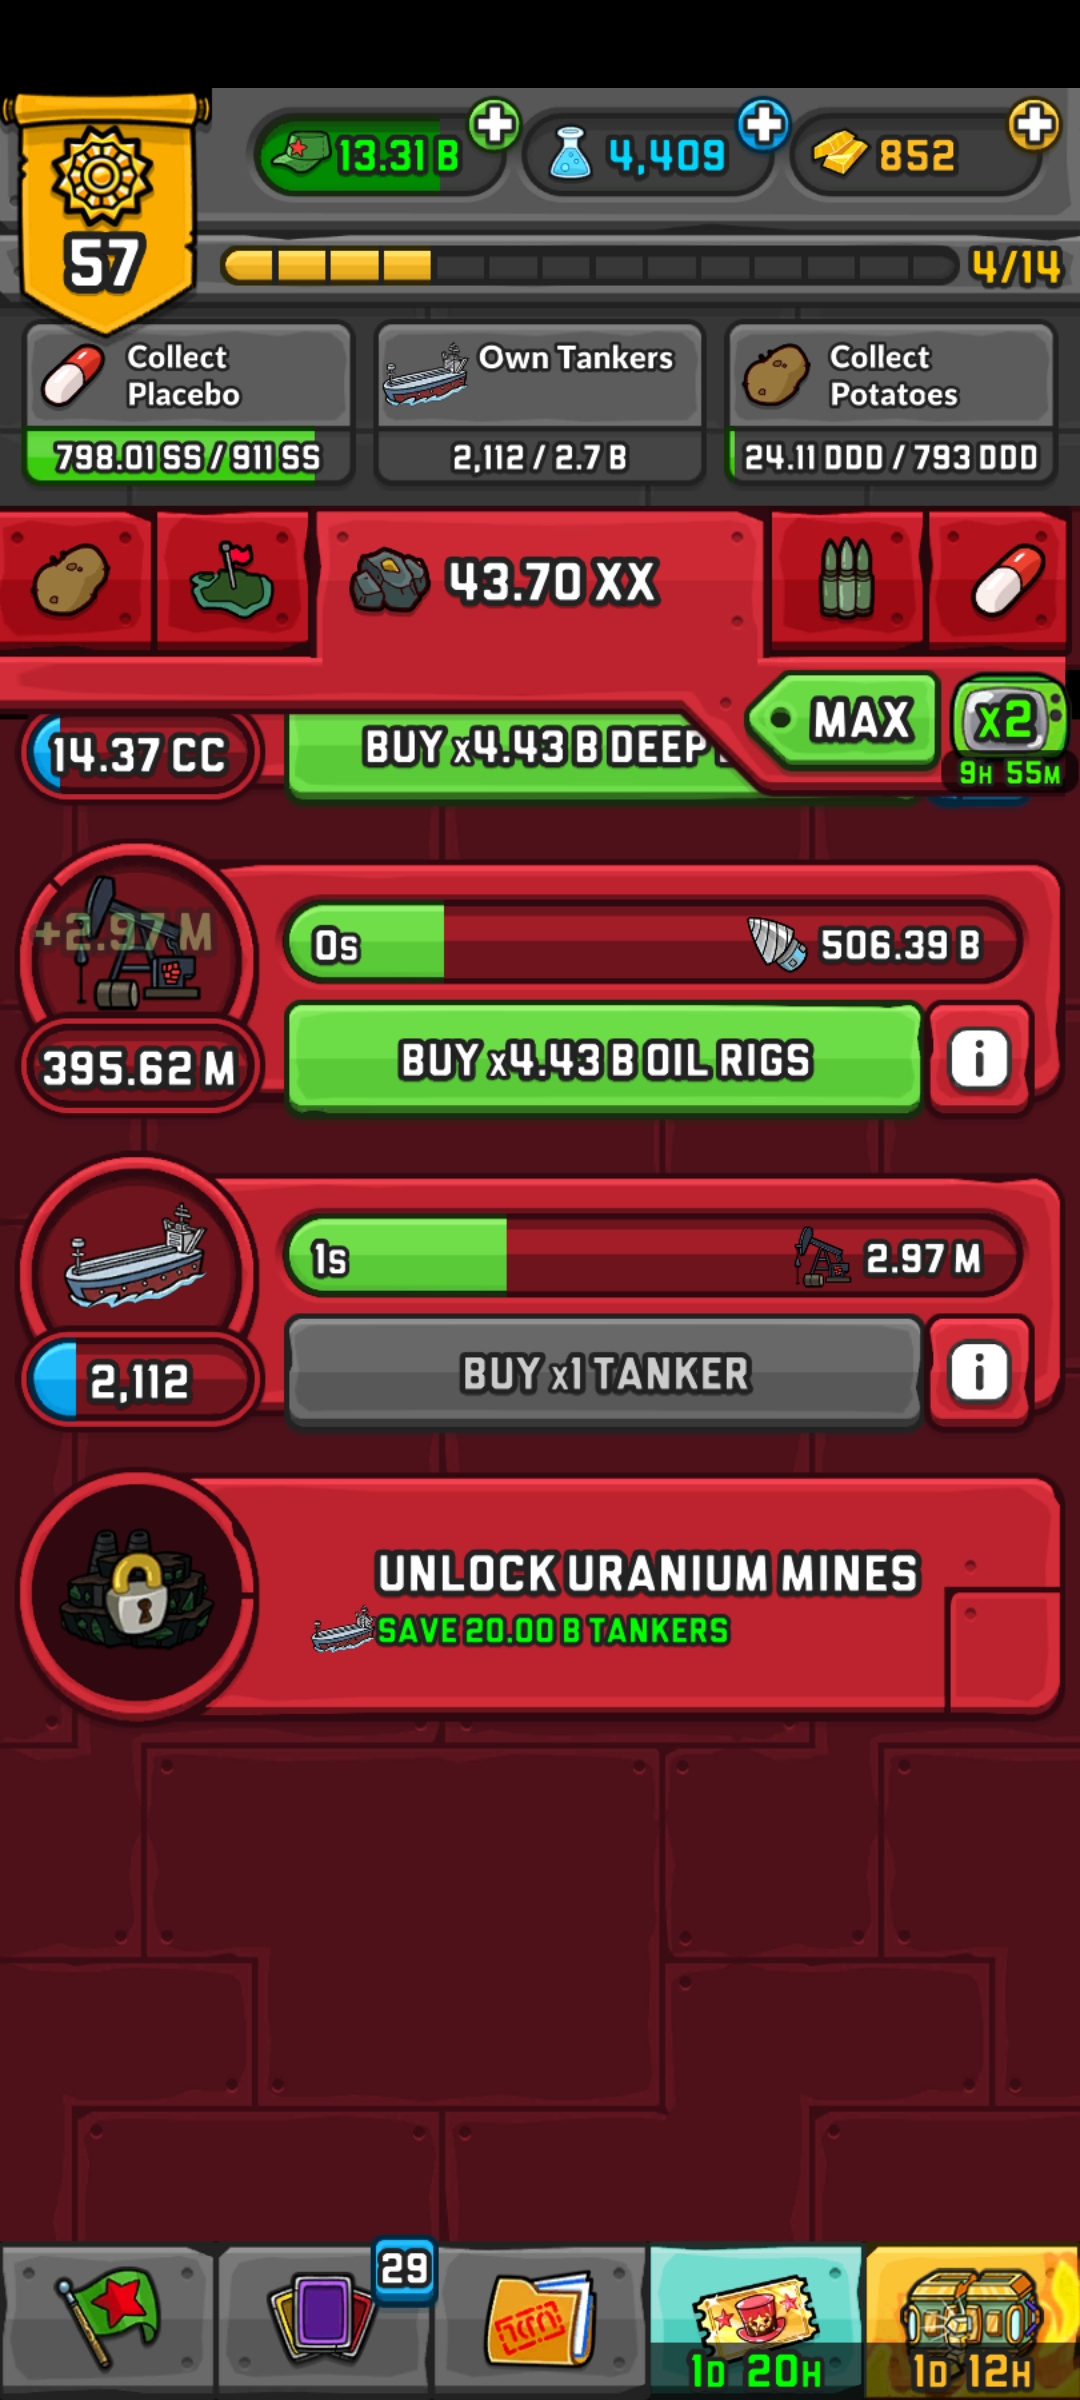 13.31 B
4,409
852
57
4/14
Collect
Placebo
798.01 SS / 911 SS
Own Tankers
2,112 / 2.7 B
Collect
Potatoes
24.11 DDD / 793 DDD
43.70 XX
MAX
x2
9H 55M
14.37 CC
BUY x4.43 B DEEP
+2.97 M
0s
506.39 B
395.62 M
BUY x4.43 B OIL RIGS
i
1s
2.97 M
2,112
BUY x1 TANKER
i
UNLOCK URANIUM MINES
SAVE 20.00 B TANKERS
29
1D 20H
1D 12H